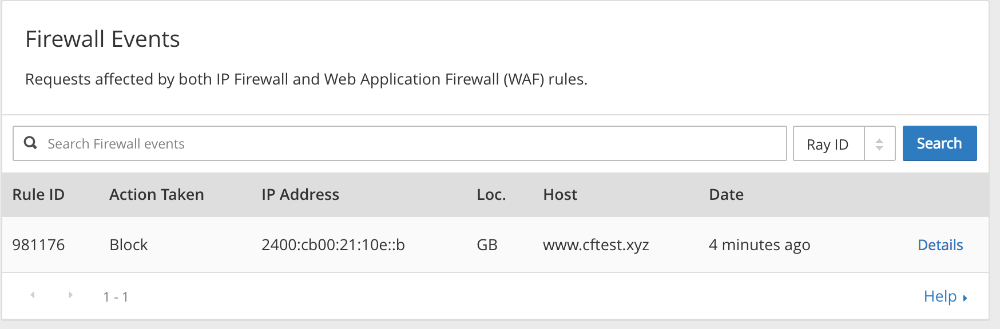 Firewall Events
Requests affected by both IP Firewall and Web Application Firewall (WAF) rules.
Search Firewall events Ray ID Search
Rule ID Action Taken IP Address Loc. Host Date
981176 Block 2400:cb00:21:10e::b GB www.cftest.xyz 4 minutes ago Details
1 - 1 Help